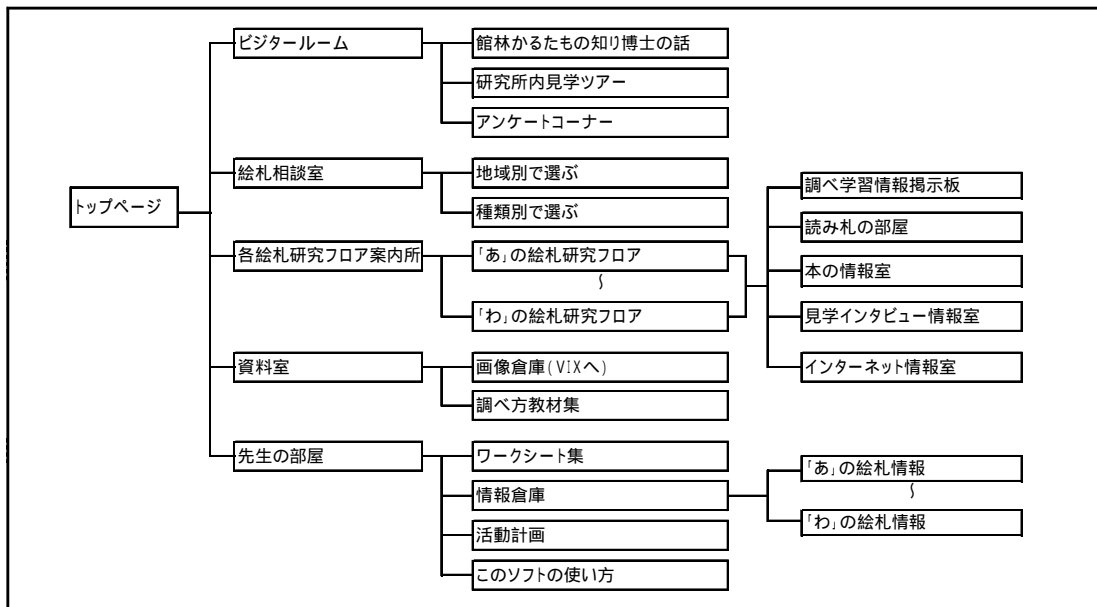 トップページ
ビジタールーム
館林かるたもの知り博士の話
研究所内見学ツアー
アンケートコーナー
絵札相談室
地域別で選ぶ
種類別で選ぶ
各絵札研究フロア案内所
「あ」の絵札研究フロア
〜
「わ」の絵札研究フロア
調べ学習情報掲示板
読み札の部屋
本の情報室
見学インタビュー情報室
インターネット情報室
資料室
画像倉庫(VIXへ)
調べ方教材集
先生の部屋
ワークシート集
情報倉庫
「あ」の絵札情報
〜
「わ」の絵札情報
活動計画
このソフトの使い方